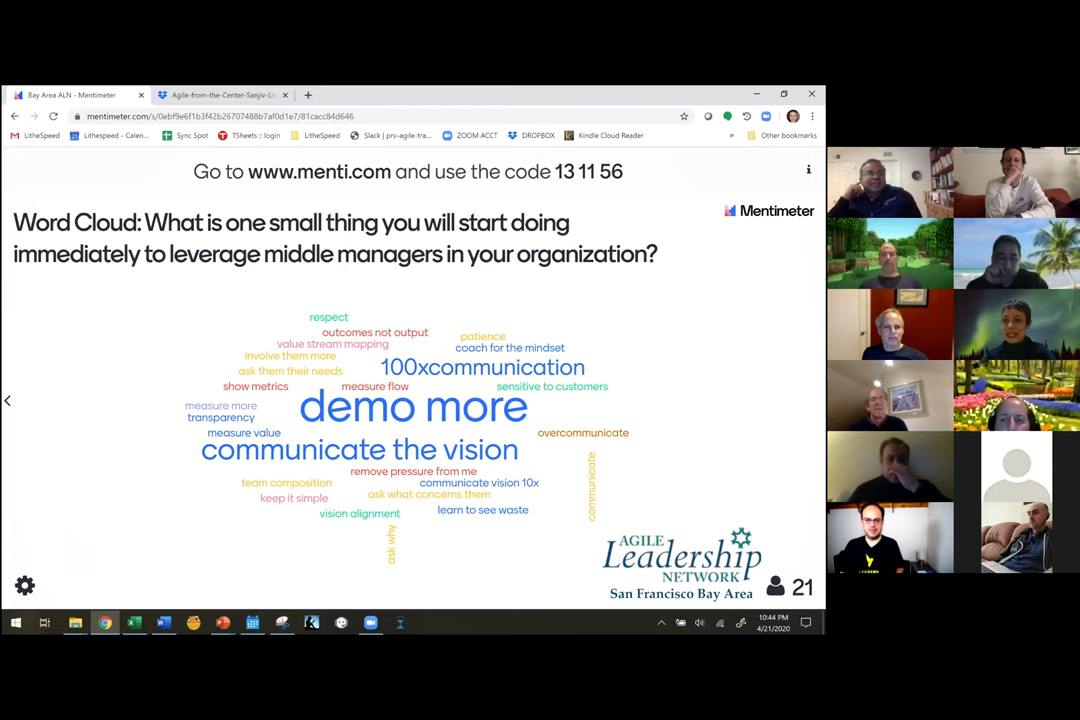 Bay Area ALN - Mentimeter
Agile-from-the-Center-Sanjiv-Li
mentimeter.com/s/0ebf9e6f1b3f42b26707488b7af0d1e7/81cacc84d646
LitheSpeed
Lithespeed - Calen...
Sync Spot
TSheets :: login
LitheSpeed
Slack | prv-agile-tra...
ZOOM ACCT
DROPBOX
Kindle Cloud Reader
»
Other bookmarks
Go to www.menti.com and use the code 13 11 56
Mentimeter
Word Cloud: What is one small thing you will start doing
immediately to leverage middle managers in your organization?
respect
outcomes not output
patience
value stream mapping
coach for the mindset
involve them more
100xcommunication
ask them their needs
show metrics
measure flow
sensitive to customers
demo more
measure more
transparency
measure value
overcommunicate
communicate the vision
remove pressure from me
team composition
communicate vision 10x
communicate
keep it simple
ask what concerns them
vision alignment
learn to see waste
ask why
AGILE
Leadership
NETWORK
San Francisco Bay Area
21
10:44 PM
4/21/2020